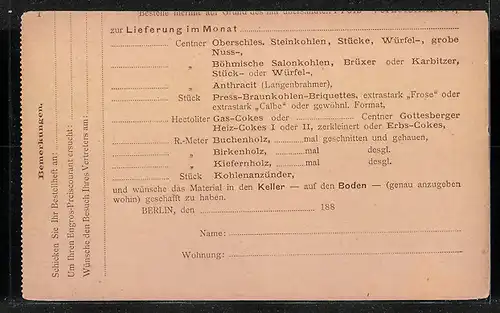 Bestelle hiermit auf Grund des mir übersandten
zur Lieferung im Monat
Centner Oberschles. Steinkohlen, Stücke, Würfel-, grobe
Nuss-,
„ Böhmische Salonkohlen, Brüxer oder Karbitzer,
Stück- oder Würfel-,
„ Anthracit (Langenbrahmer),
Stück Press-Braunkohlen-Briquettes, extrastark „Frose" oder
extrastark „Calbe" oder gewöhnl. Format,
Hectoliter Gas-Cokes oder ............ Centner Gottesberger
Heiz-Cokes I oder II, zerkleinert oder Erbs-Cokes,
R.-Meter Buchenholz, ............mal geschnitten und gehauen,
„ Birkenholz, ............mal desgl.
„ Kiefernholz, ............mal desgl.
Stück Kohlenanzünder,
und wünsche das Material in den Keller — auf den Boden — (genau anzugeben
wohin) geschafft zu haben.
BERLIN, den ............ 188
Name:
Wohnung:
Bemerkungen.
Schicken Sie Ihr Bestellheft an:
Um Ihren Engros-Preiscourant ersucht:
Wünsche den Besuch Ihres Vertreters am: